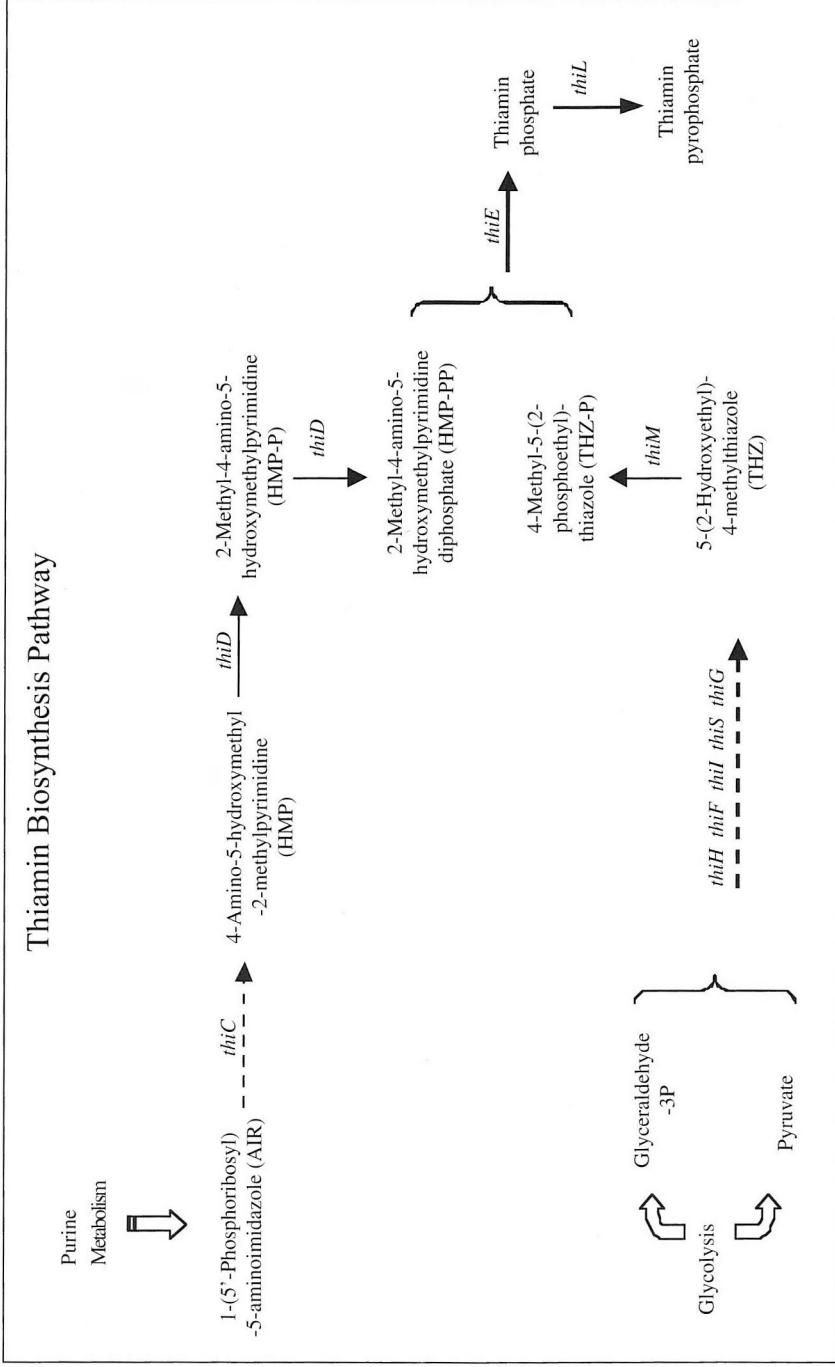 Thiamin Biosynthesis Pathway
Purine
Metabolism
1-(5'-Phosphoribosyl)
-5-aminoimidazole (AIR)
thiC
4-Amino-5-hydroxymethyl
-2-methylpyrimidine
(HMP)
thiD
2-Methyl-4-amino-5-
hydroxymethylpyrimidine
(HMP-P)
thiD
2-Methyl-4-amino-5-
hydroxymethylpyrimidine
diphosphate (HMP-PP)
4-Methyl-5-(2-
phosphoethyl)-
thiazole (THZ-P)
thiM
5-(2-Hydroxyethyl)-
4-methylthiazole
(THZ)
Glycolysis
Glyceraldehyde
-3P
Pyruvate
thiH thiF thiI thiS thiG
thiE
Thiamin
phosphate
thiL
Thiamin
pyrophosphate